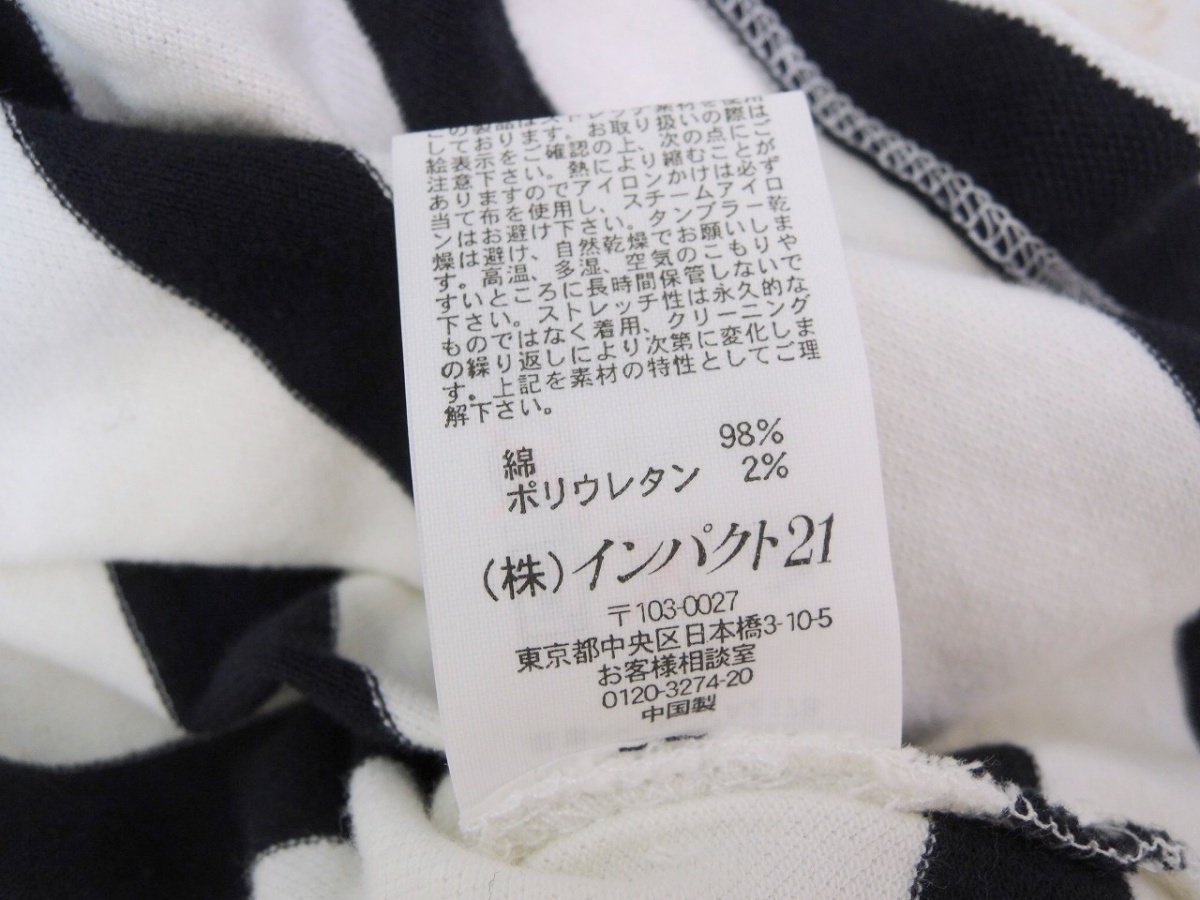 し製品はストレッチ素材を使用
絵のお取扱いの際は
て表示をご確認の上、次の点にご
注意下さい。熱により縮むことが
ありますのでアイロンかけは必ず
当て布を使用し、スチームアイロ
ンはお避け下さい。タンブラー乾
燥は避け、自然乾燥でお願いしま
す。高温、多湿、空気のこもりや
すいところに長時間保管しないで
下さい。ストレッチ性は永久的な
ものではなく着用、クリーニング
の繰り返しにより次第に変化しま
す。上記を素材の特性としてご理
解下さい。
綿 98%
ポリウレタン 2%
(株)インパクト21
〒103-0027
東京都中央区日本橋3-10-5
お客様相談室
0120-3274-20
中国製